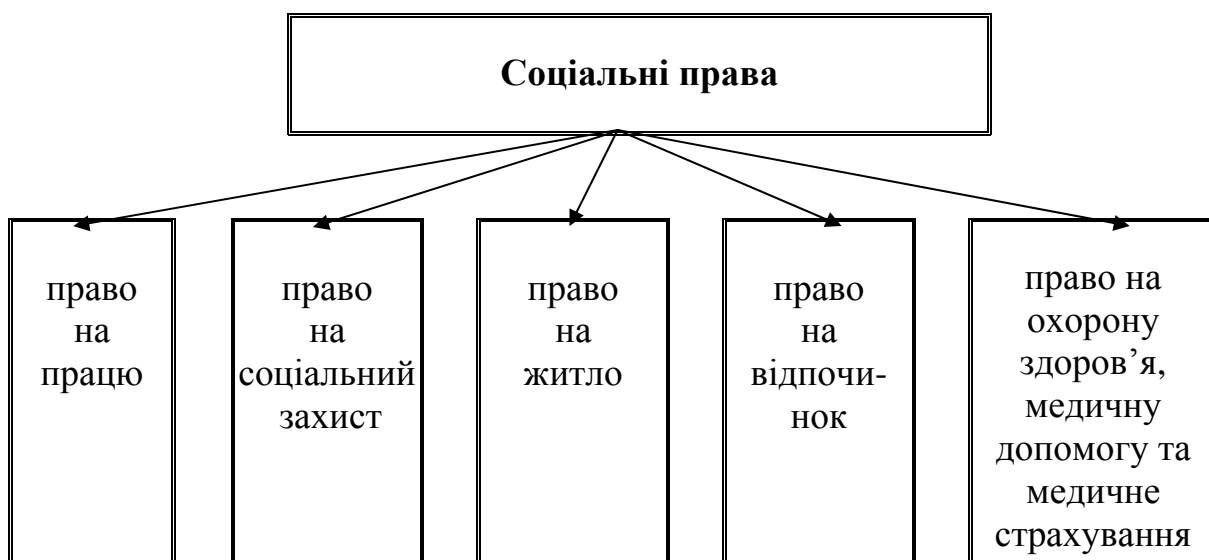 Соціальні права
право
на
працю
право
на
соціальний
захист
право
на
житло
право
на
відпочи-
нок
право на
охорону
здоров’я,
медичну
допомогу та
медичне
страхування